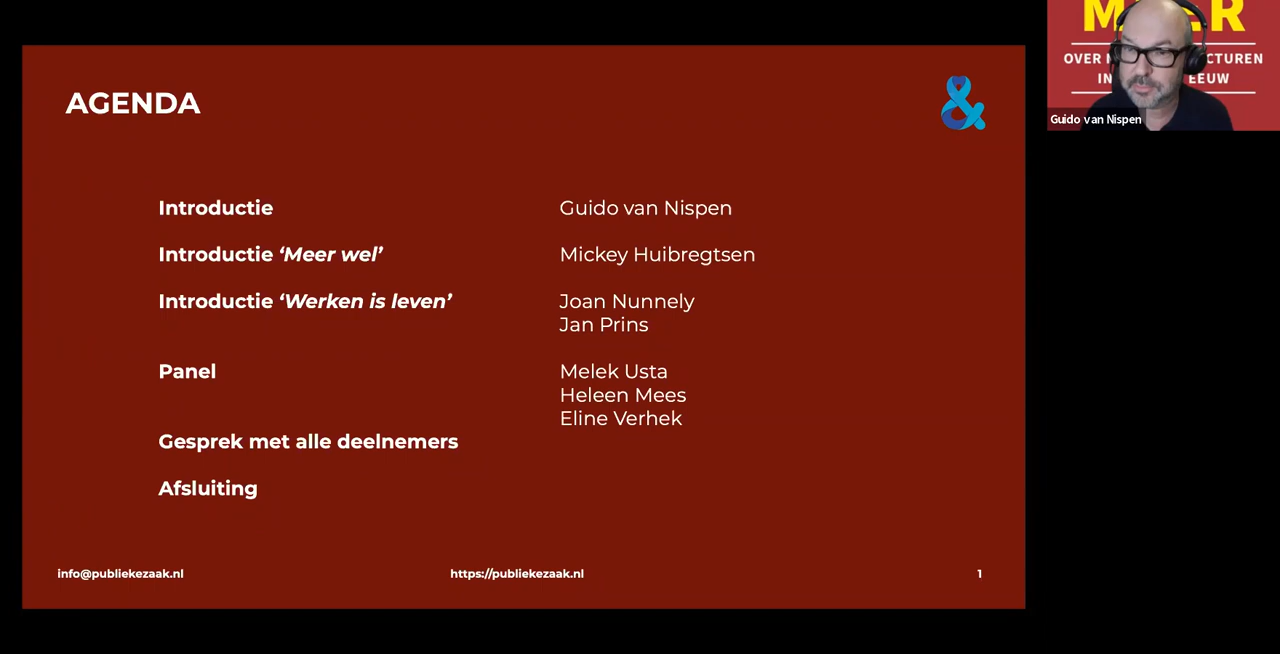 AGENDA
&
Introductie Guido van Nispen
Introductie ‘Meer wel’ Mickey Huibregtsen
Introductie ‘Werken is leven’ Joan Nunnely
Jan Prins
Panel Melek Usta
Heleen Mees
Eline Verhek
Gesprek met alle deelnemers
Afsluiting
info@publiekezaak.nl https://publiekezaak.nl 1
OVER
CTUREN
IN
EEUW
Guido van Nispen